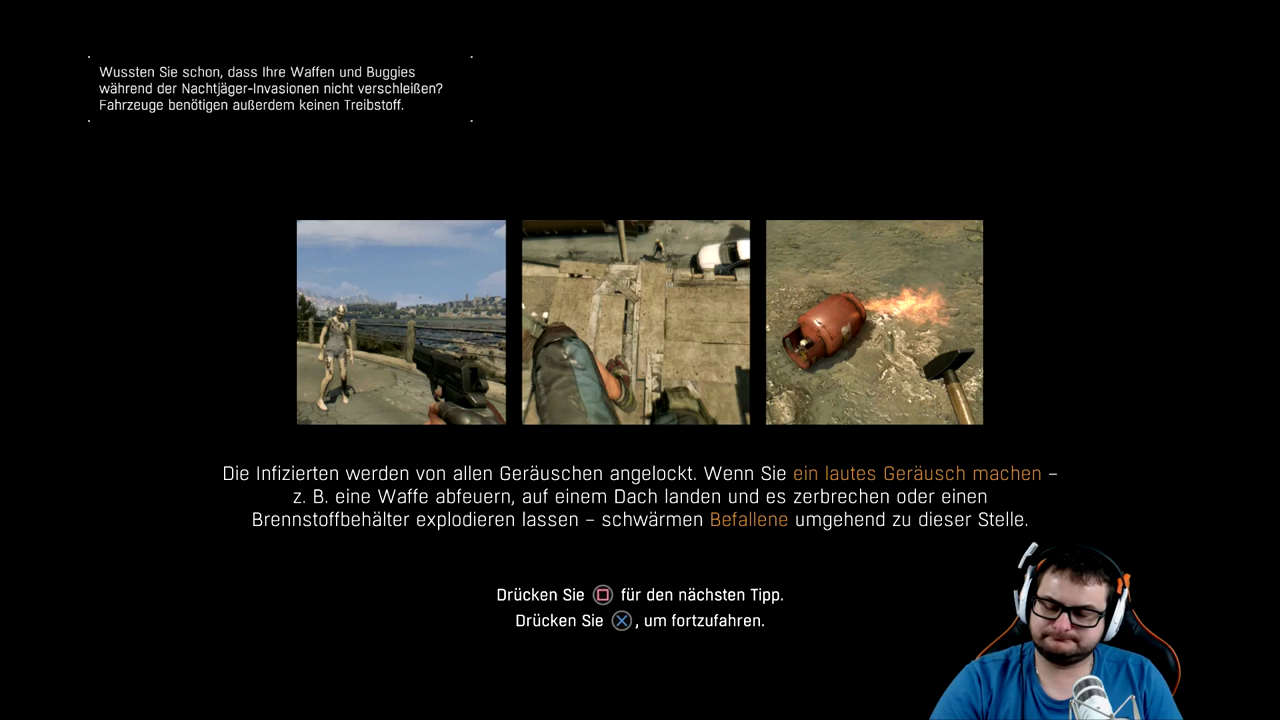 Wussten Sie schon, dass Ihre Waffen und Buggies
während der Nachtjäger-Invasionen nicht verschleißen?
Fahrzeuge benötigen außerdem keinen Treibstoff.
Die Infizierten werden von allen Geräuschen angelockt. Wenn Sie ein lautes Geräusch machen –
z. B. eine Waffe abfeuern, auf einem Dach landen und es zerbrechen oder einen
Brennstoffbehälter explodieren lassen – schwärmen Befallene umgehend zu dieser Stelle.
Drücken Sie für den nächsten Tipp.
Drücken Sie , um fortzufahren.